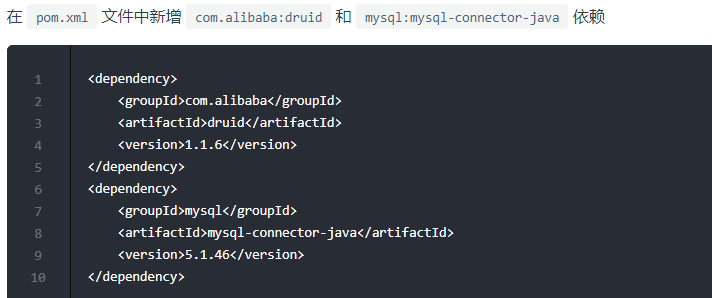 在 pom.xml 文件中新增 com.alibaba:druid 和 mysql:mysql-connector-java 依赖
1 <dependency>
2     <groupId>com.alibaba</groupId>
3     <artifactId>druid</artifactId>
4     <version>1.1.6</version>
5 </dependency>
6 <dependency>
7     <groupId>mysql</groupId>
8     <artifactId>mysql-connector-java</artifactId>
9     <version>5.1.46</version>
10 </dependency>